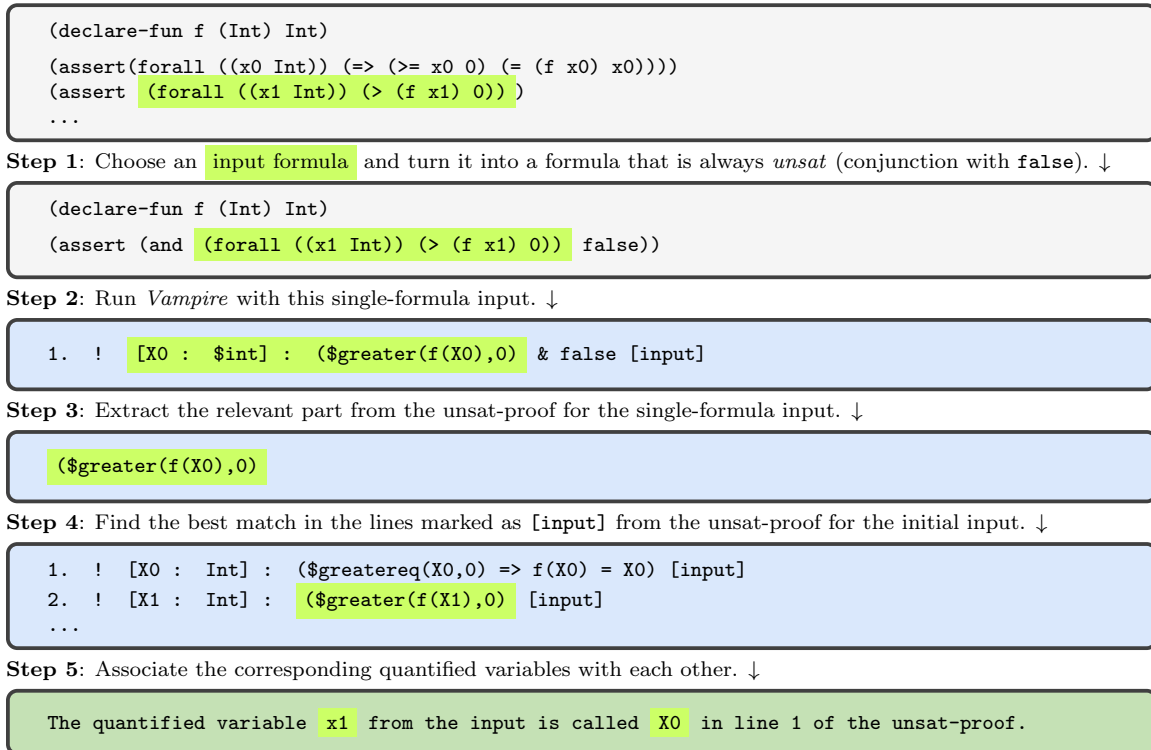 (declare-fun f (Int) Int)
(assert(forall ((x0 Int)) (=> (>= x0 0) (= (f x0) x0))))
(assert (forall ((x1 Int)) (> (f x1) 0)) )
...
Step 1: Choose an input formula and turn it into a formula that is always unsat (conjunction with false). ↓
(declare-fun f (Int) Int)
(assert (and (forall ((x1 Int)) (> (f x1) 0)) false))
Step 2: Run Vampire with this single-formula input. ↓
1. ! [X0 : $int] : ($greater(f(X0),0) & false [input]
Step 3: Extract the relevant part from the unsat-proof for the single-formula input. ↓
($greater(f(X0),0)
Step 4: Find the best match in the lines marked as [input] from the unsat-proof for the initial input. ↓
1. ! [X0 : Int] : ($greatereq(X0,0) => f(X0) = X0) [input]
2. ! [X1 : Int] : ($greater(f(X1),0) [input]
...
Step 5: Associate the corresponding quantified variables with each other. ↓
The quantified variable x1 from the input is called X0 in line 1 of the unsat-proof.